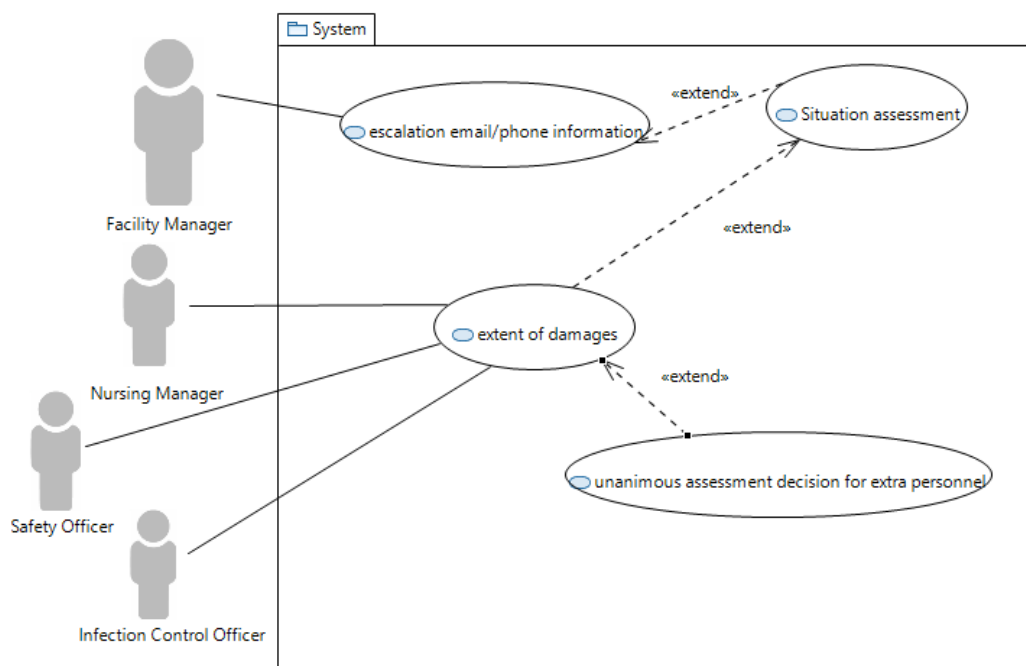 System
«extend»
Situation assessment
escalation email/phone information
Facility Manager
«extend»
extent of damages
Nursing Manager
«extend»
unanimous assessment decision for extra personnel
Safety Officer
Infection Control Officer